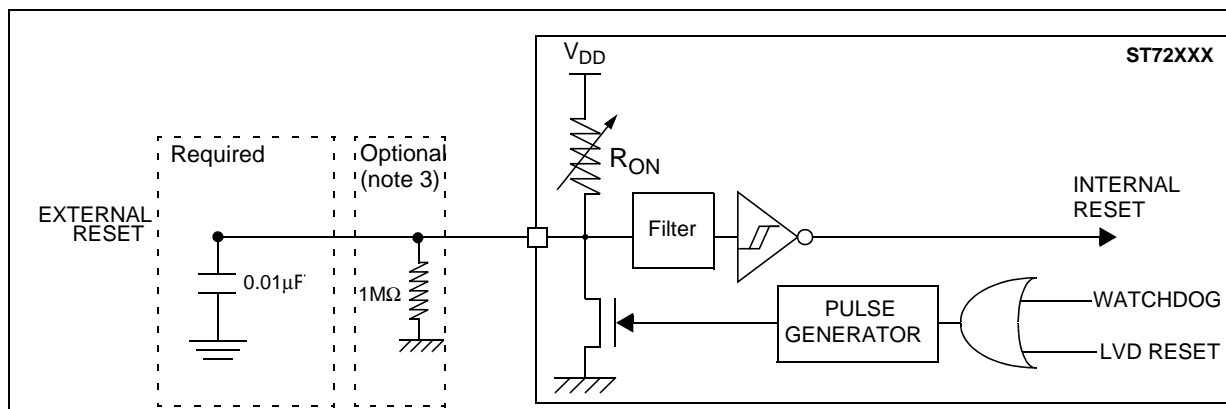 V_DD
ST72XXX
Required
Optional
(note 3)
R_ON
EXTERNAL
RESET
INTERNAL
RESET
Filter
0.01μF
1MΩ
PULSE
GENERATOR
WATCHDOG
LVD RESET